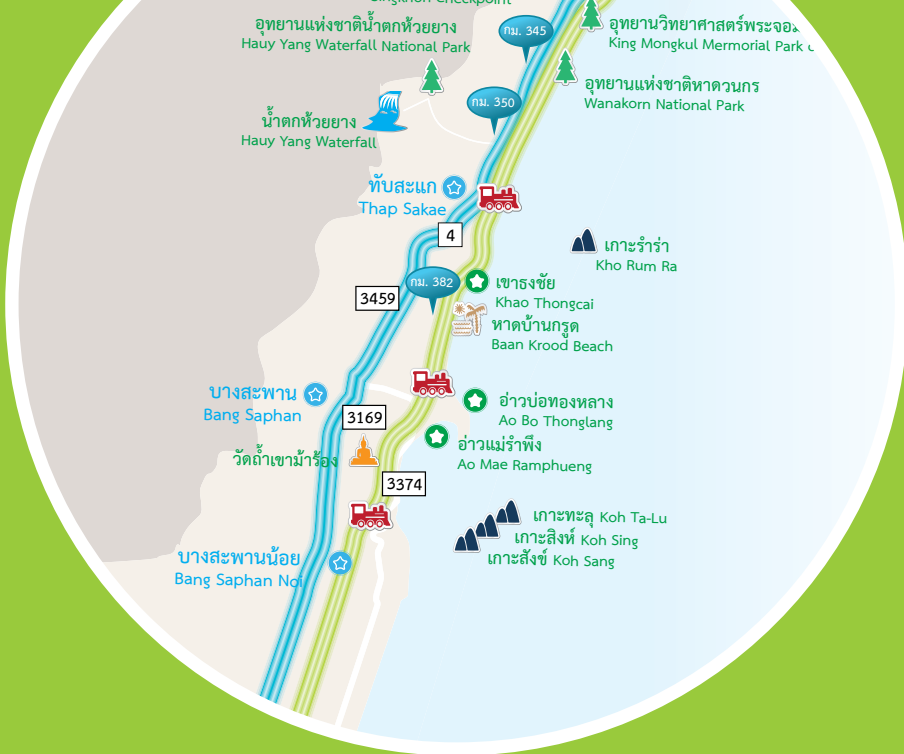 Checkpoint
อุทยานแห่งชาติน้ำตกห้วยยาง
Hauy Yang Waterfall National Park
กม. 345
อุทยานวิทยาศาสตร์พระจอม
King Mongkul Mermorial Park
อุทยานแห่งชาติหาดวนกร
Wanakorn National Park
กม. 350
น้ำตกห้วยยาง
Hauy Yang Waterfall
ทับสะแก
Thap Sakae
4
เกาะรำร่า
Kho Rum Ra
กม. 382
3459
เขาธงชัย
Khao Thongcai
หาดบ้านกรูด
Baan Krood Beach
บางสะพาน
Bang Saphan
3169
อ่าวบ่อทองหลาง
Ao Bo Thonglang
อ่าวแม่รำพึง
Ao Mae Ramphueng
วัดถ้ำเขาม้าร้อง
3374
เกาะทะลุ Koh Ta-Lu
เกาะสิงห์ Koh Sing
เกาะสังข์ Koh Sang
บางสะพานน้อย
Bang Saphan Noi